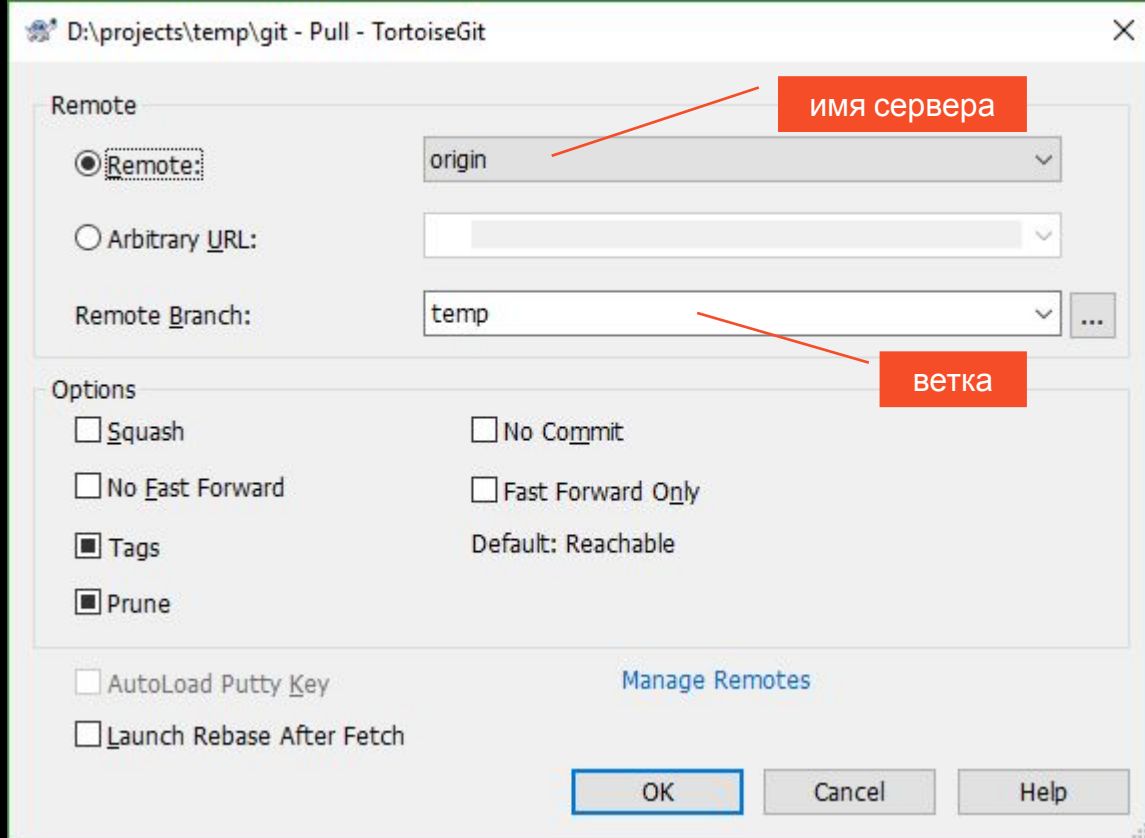 D:\projects\temp\git - Pull - TortoiseGit
Remote
имя сервера
Remote:
origin
Arbitrary URL:
Remote Branch:
temp
...
ветка
Options
Squash
No Commit
No Fast Forward
Fast Forward Only
Tags
Default: Reachable
Prune
AutoLoad Putty Key
Manage Remotes
Launch Rebase After Fetch
OK
Cancel
Help